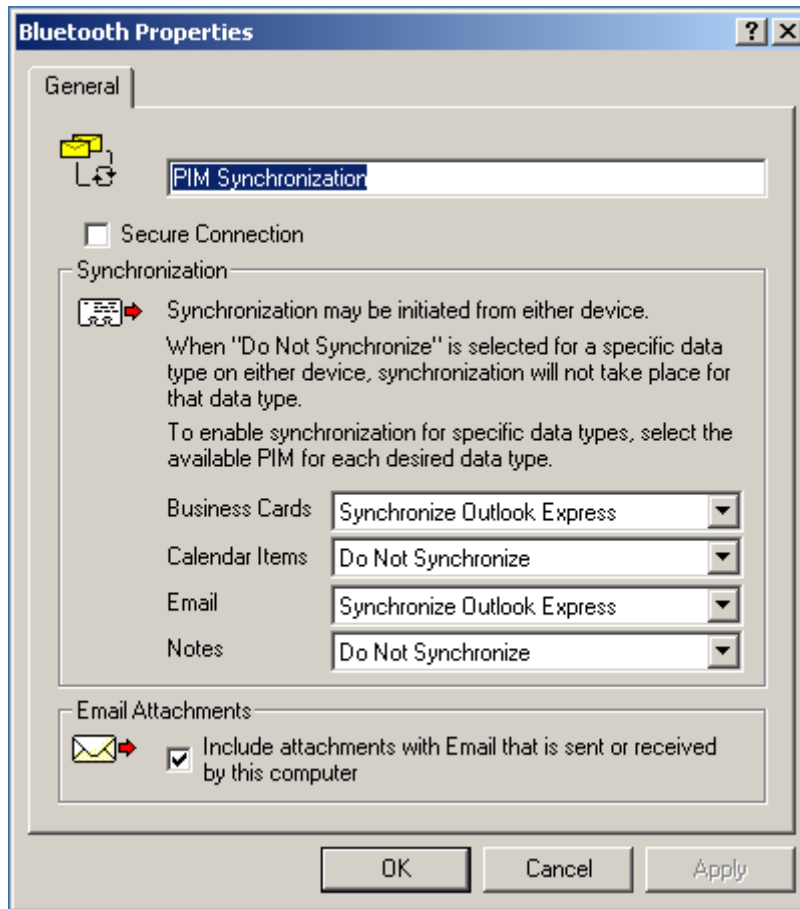 Bluetooth Properties
General
PIM Synchronization
Secure Connection
Synchronization
Synchronization may be initiated from either device.
When "Do Not Synchronize" is selected for a specific data
type on either device, synchronization will not take place for
that data type.
To enable synchronization for specific data types, select the
available PIM for each desired data type.
Business Cards Synchronize Outlook Express
Calendar Items Do Not Synchronize
Email Synchronize Outlook Express
Notes Do Not Synchronize
Email Attachments
Include attachments with Email that is sent or received
by this computer
OK Cancel Apply